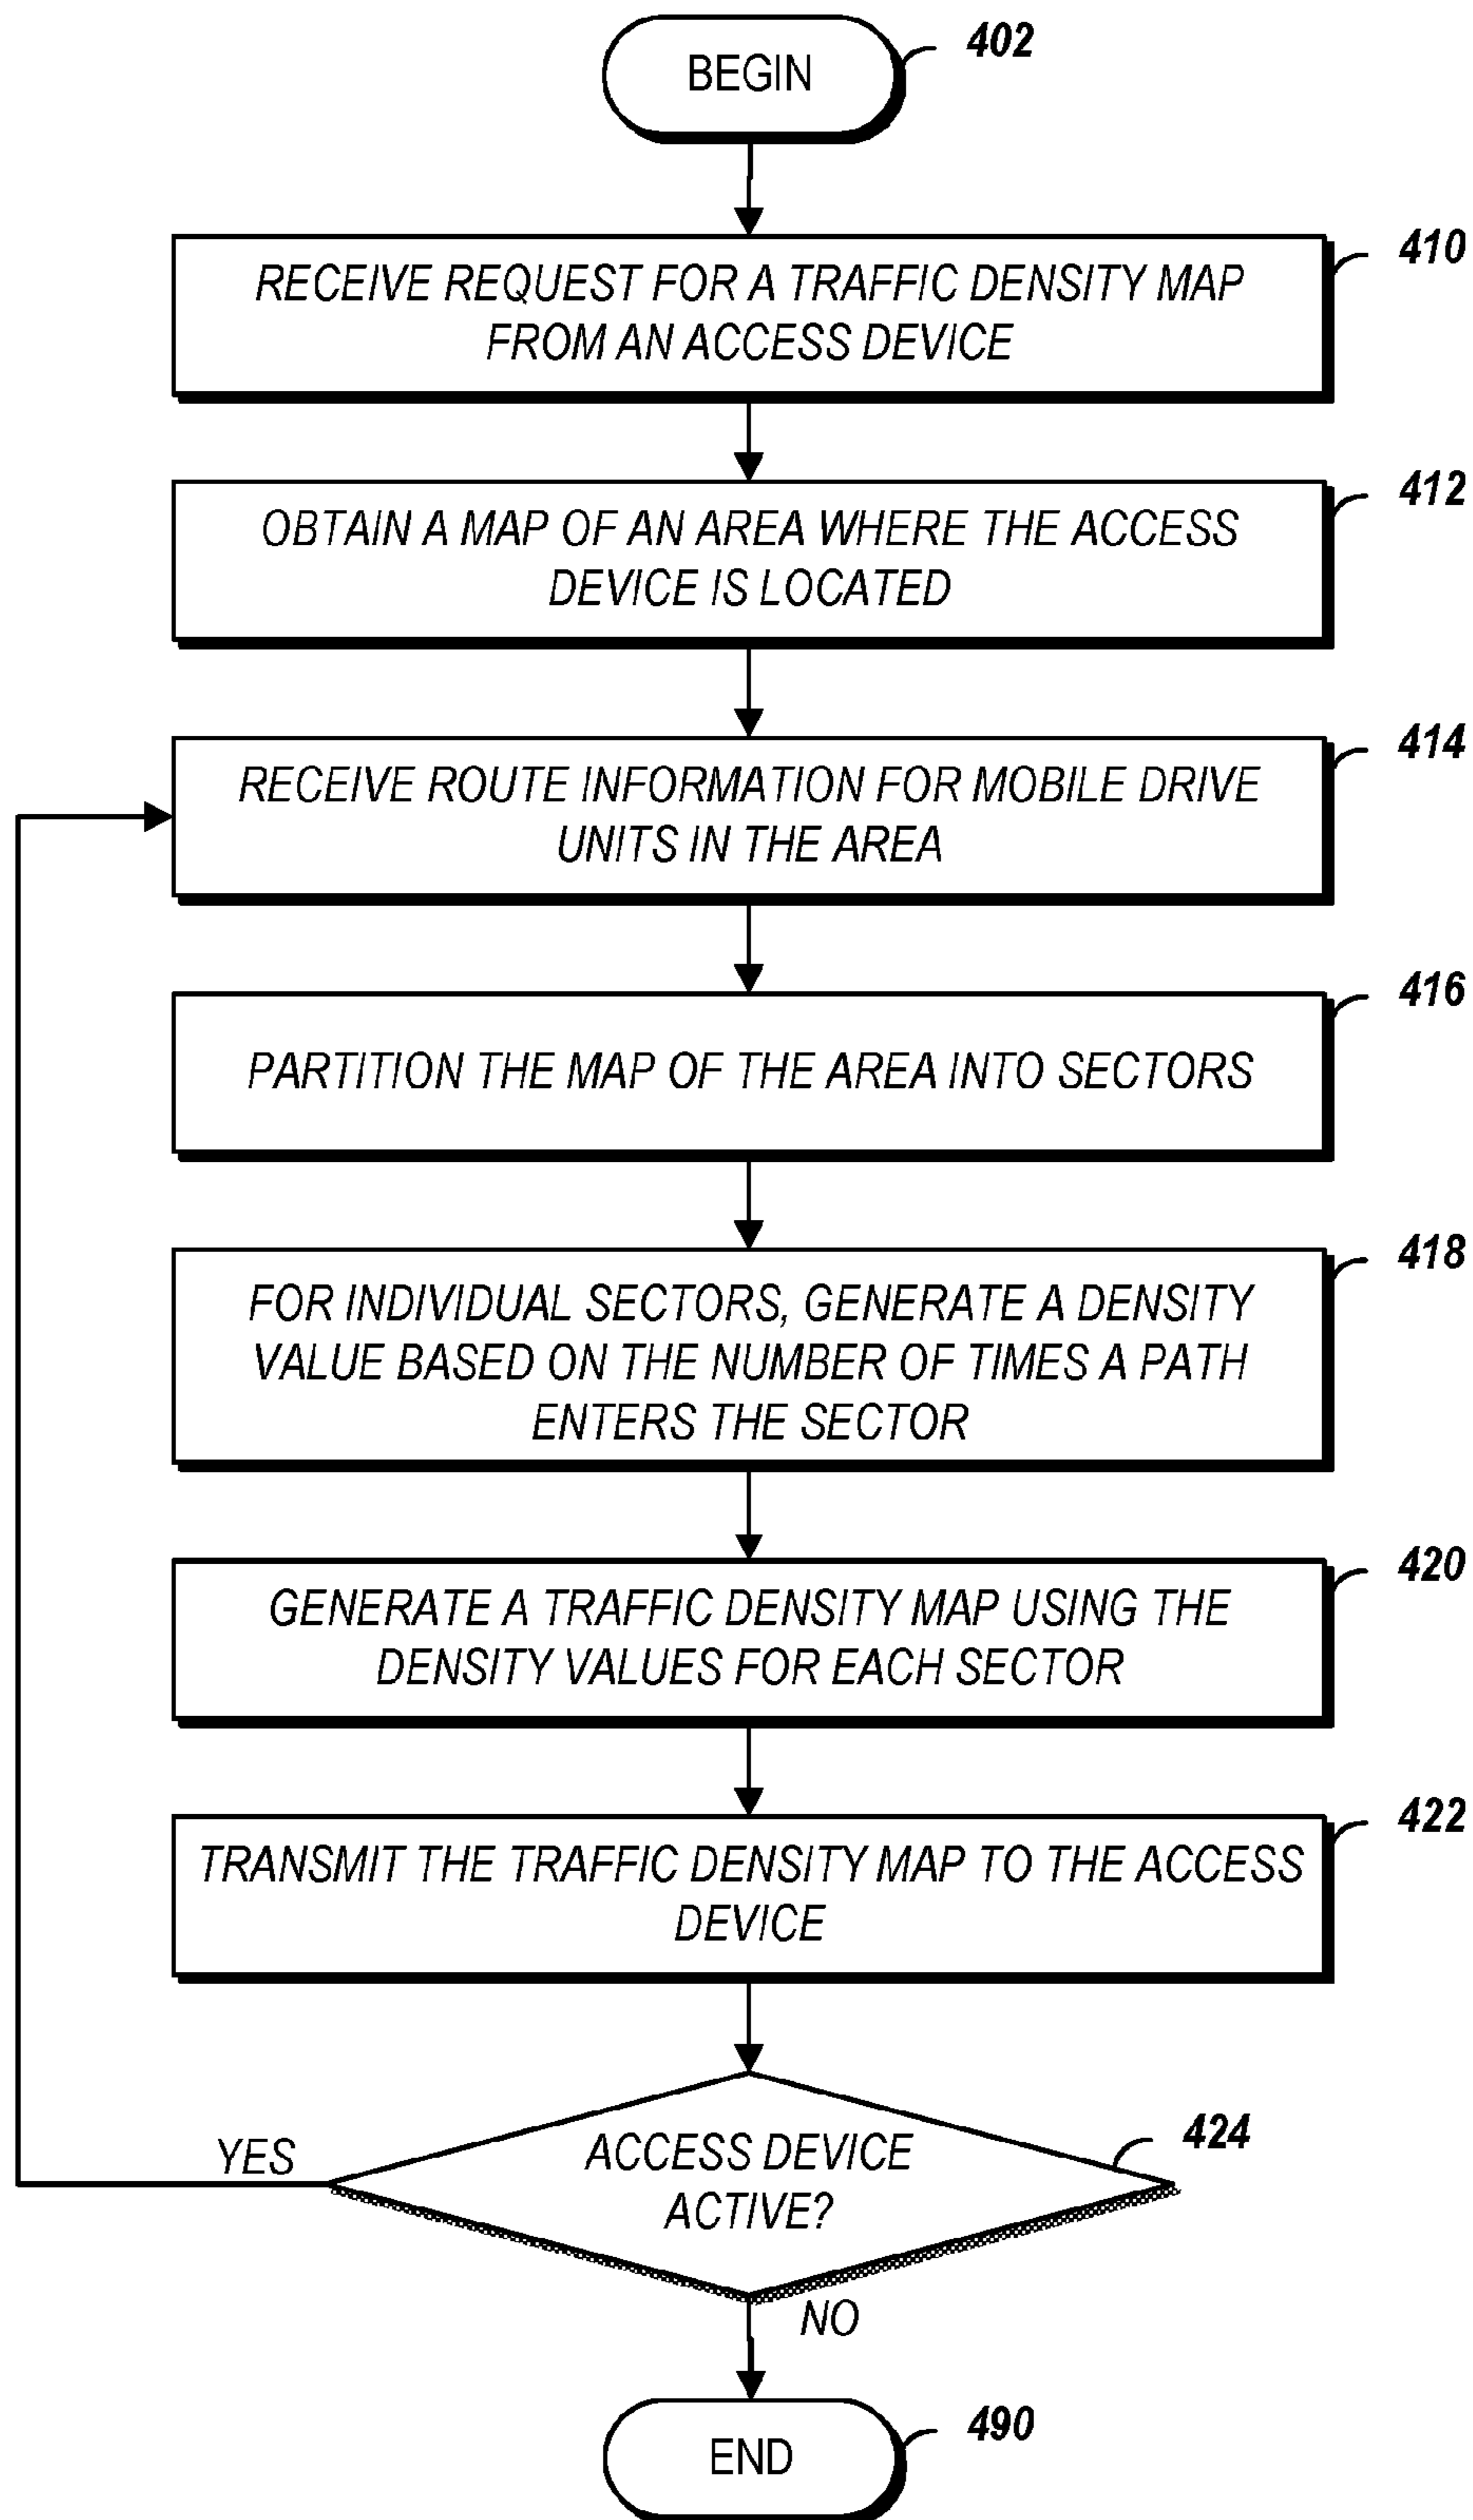 BEGIN
402
RECEIVE REQUEST FOR A TRAFFIC DENSITY MAP
FROM AN ACCESS DEVICE
410
OBTAIN A MAP OF AN AREA WHERE THE ACCESS
DEVICE IS LOCATED
412
RECEIVE ROUTE INFORMATION FOR MOBILE DRIVE
UNITS IN THE AREA
414
PARTITION THE MAP OF THE AREA INTO SECTORS
416
FOR INDIVIDUAL SECTORS, GENERATE A DENSITY
VALUE BASED ON THE NUMBER OF TIMES A PATH
ENTERS THE SECTOR
418
GENERATE A TRAFFIC DENSITY MAP USING THE
DENSITY VALUES FOR EACH SECTOR
420
TRANSMIT THE TRAFFIC DENSITY MAP TO THE ACCESS
DEVICE
422
ACCESS DEVICE
ACTIVE?
424
YES
NO
END
490